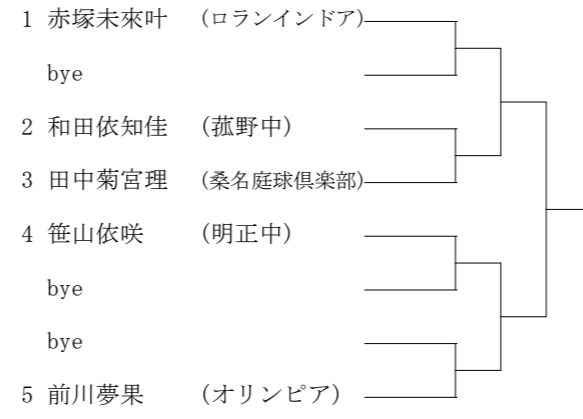 1 赤塚未來叶 (ロランインドア)
bye
2 和田依知佳 (菰野中)
3 田中菊宮理 (桑名庭球倶楽部)
4 笹山依咲 (明正中)
bye
bye
5 前川夢果 (オリンピア)